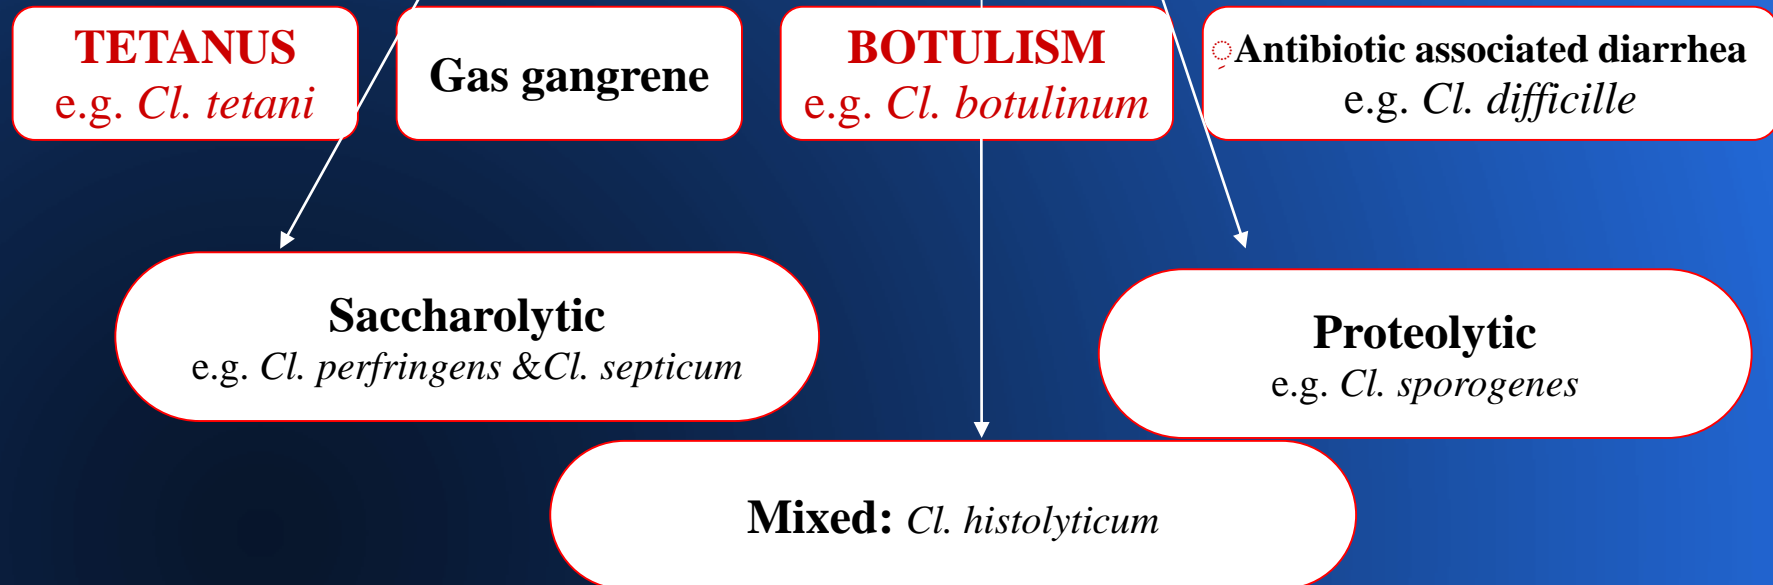 TETANUS
e.g. Cl. tetani
Gas gangrene
BOTULISM
e.g. Cl. botulinum
Antibiotic associated diarrhea
e.g. Cl. difficille
Saccharolytic
e.g. Cl. perfringens &Cl. septicum
Proteolytic
e.g. Cl. sporogenes
Mixed: Cl. histolyticum